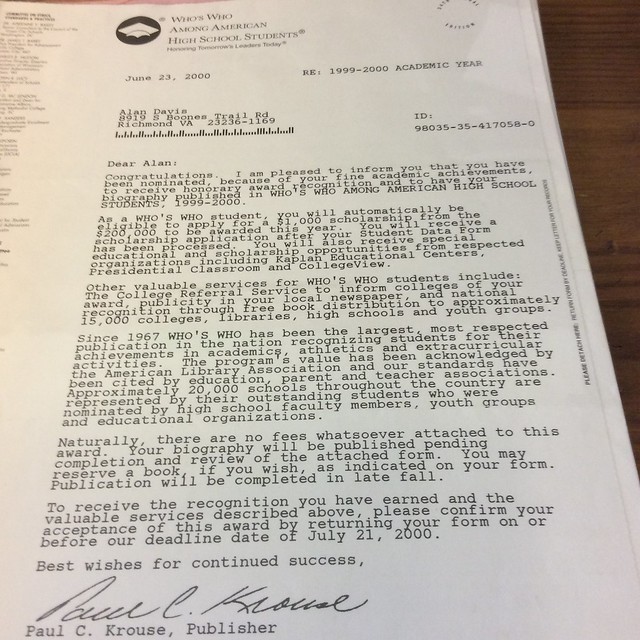 WHO'S WHO
AMONG AMERICAN
HIGH SCHOOL STUDENTS®
Honoring Tomorrow's Leaders Today®
EDITION
June 23, 2000
RE: 1999-2000 ACADEMIC YEAR
Alan Davis
8919 S Boones Trail Rd
Richmond VA 23236-1169
ID:
98035-35-417058-0
Dear Alan:
Congratulations. I am pleased to inform you that you have
been nominated, because of your fine academic achievements,
to receive honorary award recognition and to have your
biography published in WHO'S WHO AMONG AMERICAN HIGH SCHOOL
STUDENTS, 1999-2000.
As a WHO'S WHO student, you will automatically be
eligible to apply for a $1,000 scholarship from the
$200,000 to be awarded this year. You will receive a
scholarship application after your Student Data Form
has been processed. You will also receive special
educational and scholarship opportunities from respected
organizations including Kaplan Educational Centers,
Presidential Classroom and CollegeView.
Other valuable services for WHO'S WHO students include:
The College Referral Service to inform colleges of your
award, publicity in your local newspaper, and national
recognition through free book distribution to approximately
15,000 colleges, libraries, high schools and youth groups.
Since 1967 WHO'S WHO has been the largest, most respected
publication in the nation recognizing students for their
achievements in academics, athletics and extracurricular
activities. The program's value has been acknowledged by
the American Library Association and our standards have
been cited by education, parent and teacher associations.
Approximately 20,000 schools throughout the country are
represented by their outstanding students who were
nominated by high school faculty members, youth groups
and educational organizations.
Naturally, there are no fees whatsoever attached to this
award. Your biography will be published pending
completion and review of the attached form. You may
reserve a book, if you wish, as indicated on your form.
Publication will be completed in late fall.
To receive the recognition you have earned and the
valuable services described above, please confirm your
acceptance of this award by returning your form on or
before our deadline date of July 21, 2000.
Best wishes for continued success,
Paul C. Krouse
Paul C. Krouse, Publisher
PLEASE DETACH HERE. RETURN FORM BY DEADLINE. KEEP LETTER FOR YOUR RECORDS.